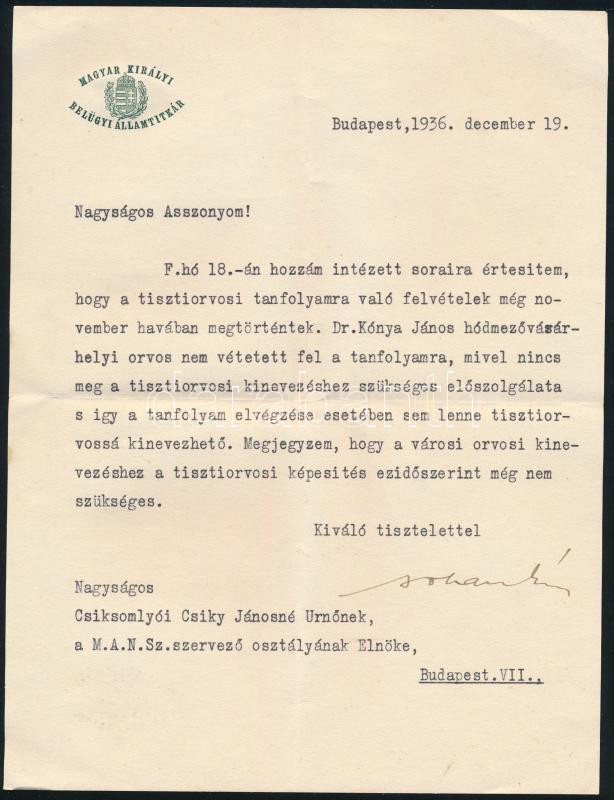 MAGYAR KIRÁLYI
BELÜGYI ÁLLAMTITKÁR
Budapest,1936. december 19.
Nagyságos Asszonyom!
F.hó 18.-án hozzám intézett soraira értesitem,
hogy a tisztiorvosi tanfolyamra való felvételek még no-
vember havában megtörténtek. Dr.Kónya János hódmezővásár-
helyi orvos nem vétetett fel a tanfolyamra, mivel nincs
meg a tisztiorvosi kinevezéshez szükséges előszolgálata
s igy a tanfolyam elvégzése esetében sem lenne tisztior-
vossá kinevezhető. Megjegyzem, hogy a városi orvosi kine-
vezéshez a tisztiorvosi képesités ezidőszerint még nem
szükséges.
Kiváló tisztelettel
Nagyságos
Csiksomlyói Csiky Jánosné Urnőnek,
a M.A.N.Sz.szervező osztályának Elnöke,
Budapest.VII.,
darabanth